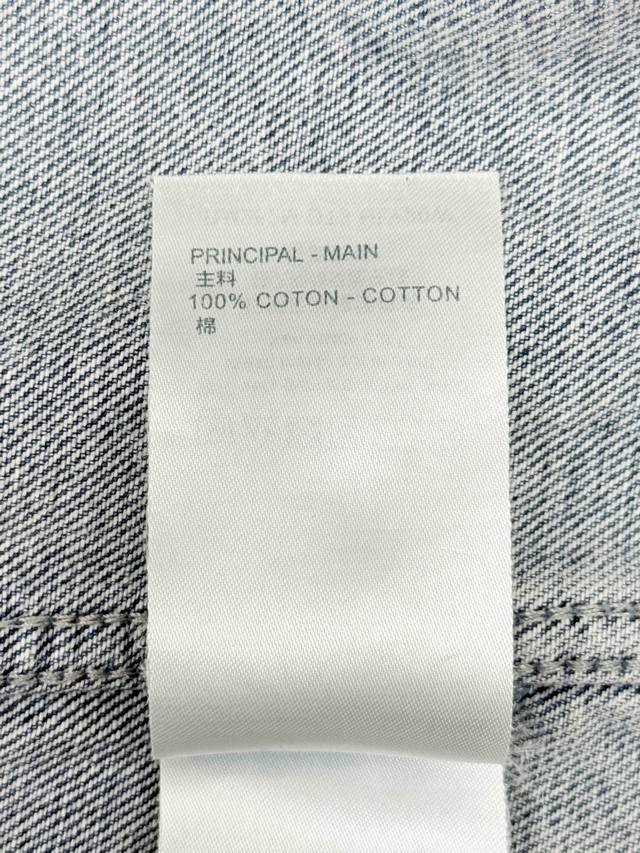 PRINCIPAL - MAIN
主料
100% COTON - COTTON
棉